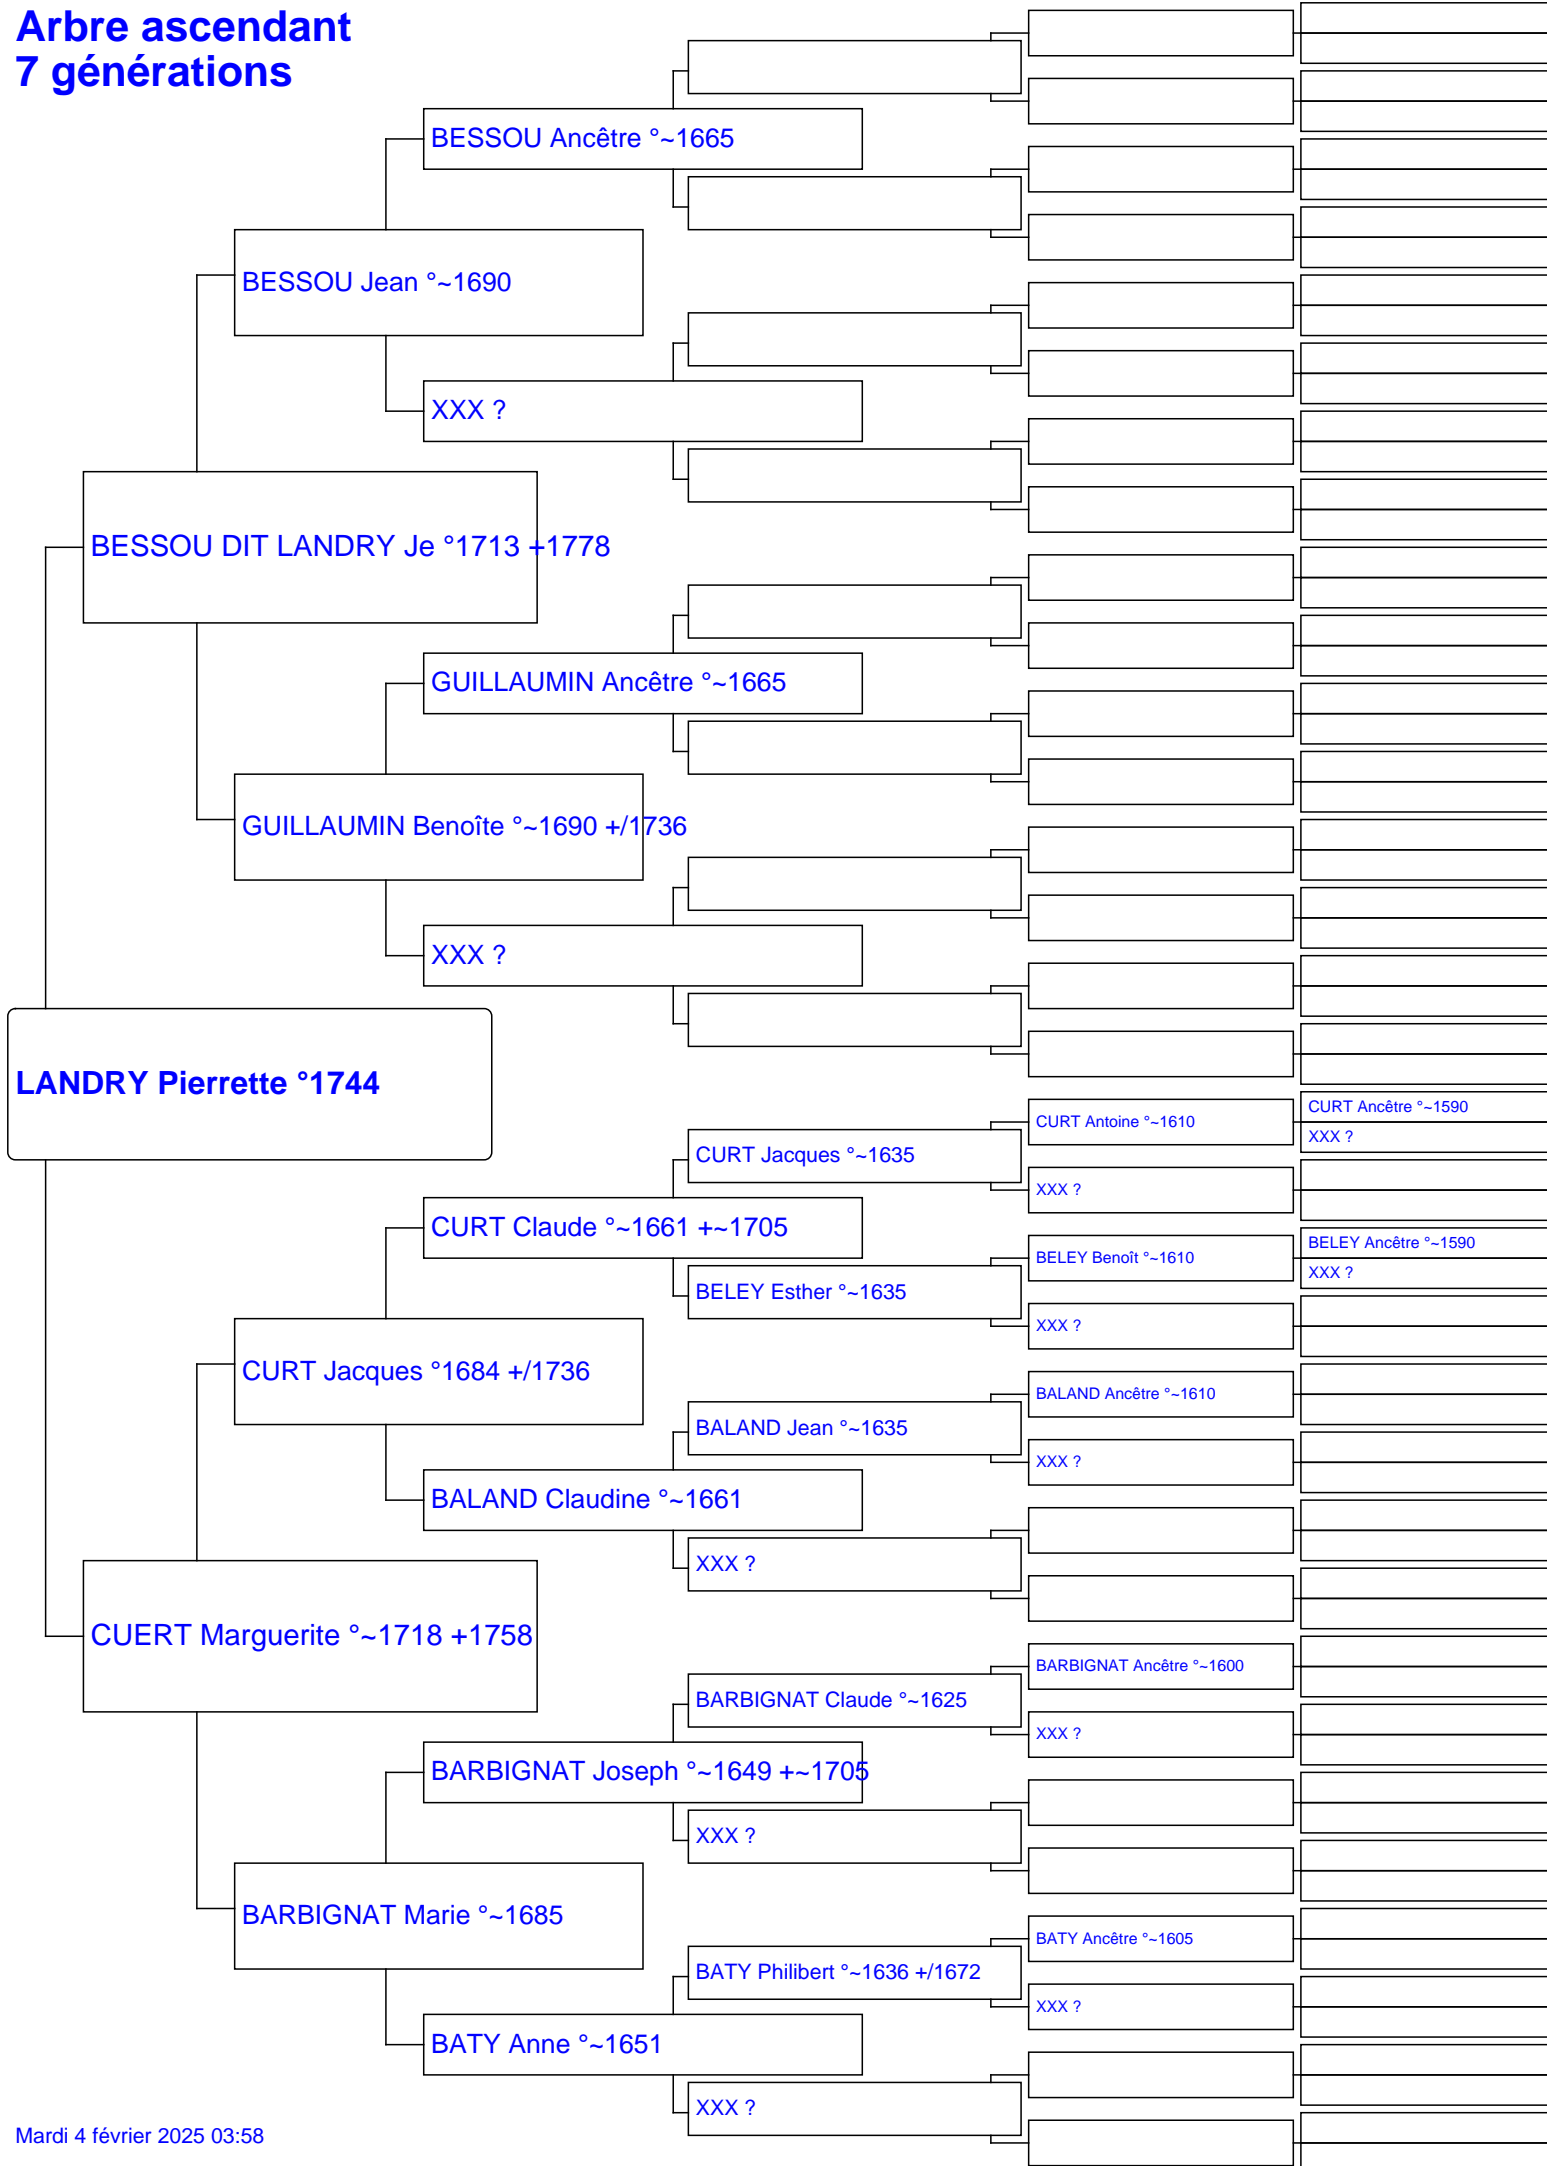 Arbre ascendant
7 générations
BESSOU Ancêtre °~1665
BESSOU Jean °~1690
XXX ?
BESSOU DIT LANDRY Je °1713 +1778
GUILLAUMIN Ancêtre °~1665
GUILLAUMIN Benoîte °~1690 +/1736
XXX ?
LANDRY Pierrette °1744
CURT Ancêtre °~1590
CURT Antoine °~1610
XXX ?
CURT Jacques °~1635
XXX ?
CURT Claude °~1661 +~1705
BELEY Ancêtre °~1590
BELEY Benoît °~1610
XXX ?
BELEY Esther °~1635
XXX ?
CURT Jacques °1684 +/1736
BALAND Ancêtre °~1610
BALAND Jean °~1635
XXX ?
BALAND Claudine °~1661
XXX ?
CUERT Marguerite °~1718 +1758
BARBIGNAT Ancêtre °~1600
BARBIGNAT Claude °~1625
XXX ?
BARBIGNAT Joseph °~1649 +~1705
XXX ?
BARBIGNAT Marie °~1685
BATY Ancêtre °~1605
BATY Philibert °~1636 +/1672
XXX ?
BATY Anne °~1651
XXX ?
Mardi 4 février 2025 03:58